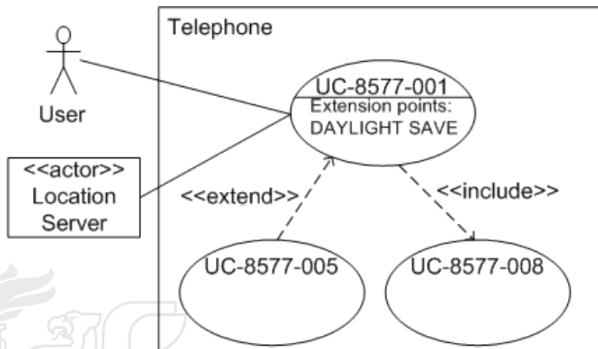 Telephone
User
<<actor>>
Location
Server
UC-8577-001
Extension points:
DAYLIGHT SAVE
<<extend>>
<<include>>
UC-8577-005
UC-8577-008